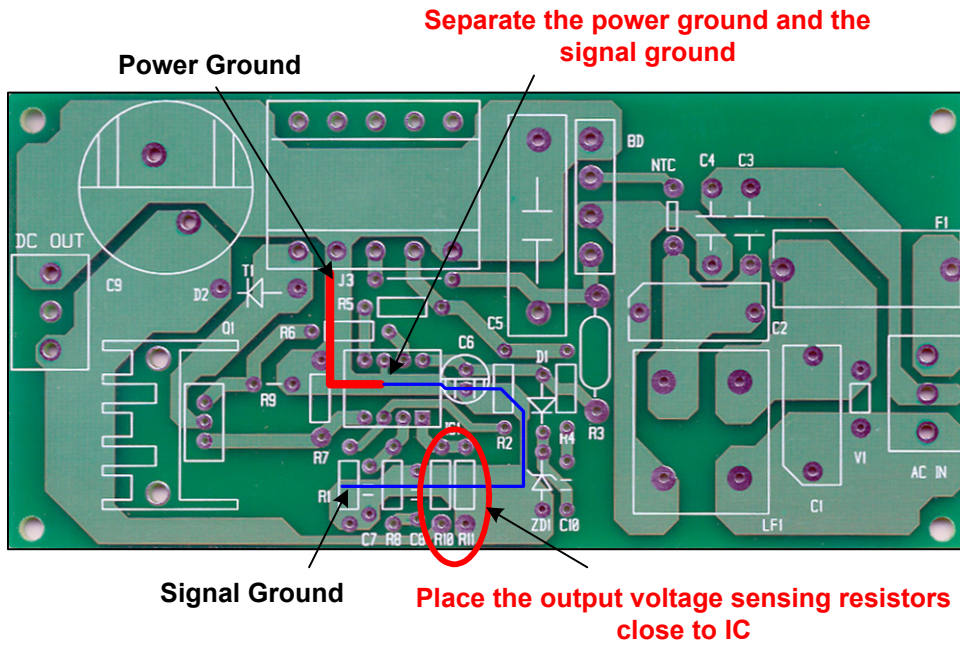 Separate the power ground and the
signal ground
Power Ground
BD
NTC
C4
C3
F1
DC OUT
C9
T1
D2
J3
R5
C5
C2
Q1
R6
C6
D1
R9
R7
R2
R4
R3
V1
AC IN
R1
C7
R8
C8
R10
R11
ZD1
C10
LF1
C1
Signal Ground
Place the output voltage sensing resistors
close to IC